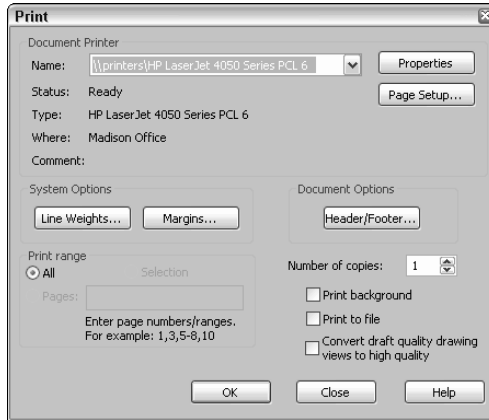 Print
Document Printer
Name: \\printers\HP LaserJet 4050 Series PCL 6
Properties
Status: Ready
Page Setup...
Type: HP LaserJet 4050 Series PCL 6
Where: Madison Office
Comment:
System Options
Document Options
Line Weights...
Margins...
Header/Footer...
Print range
All
Selection
Pages:
Enter page numbers/ranges.
For example: 1,3,5-8,10
Number of copies: 1
Print background
Print to file
Convert draft quality drawing
views to high quality
OK
Close
Help